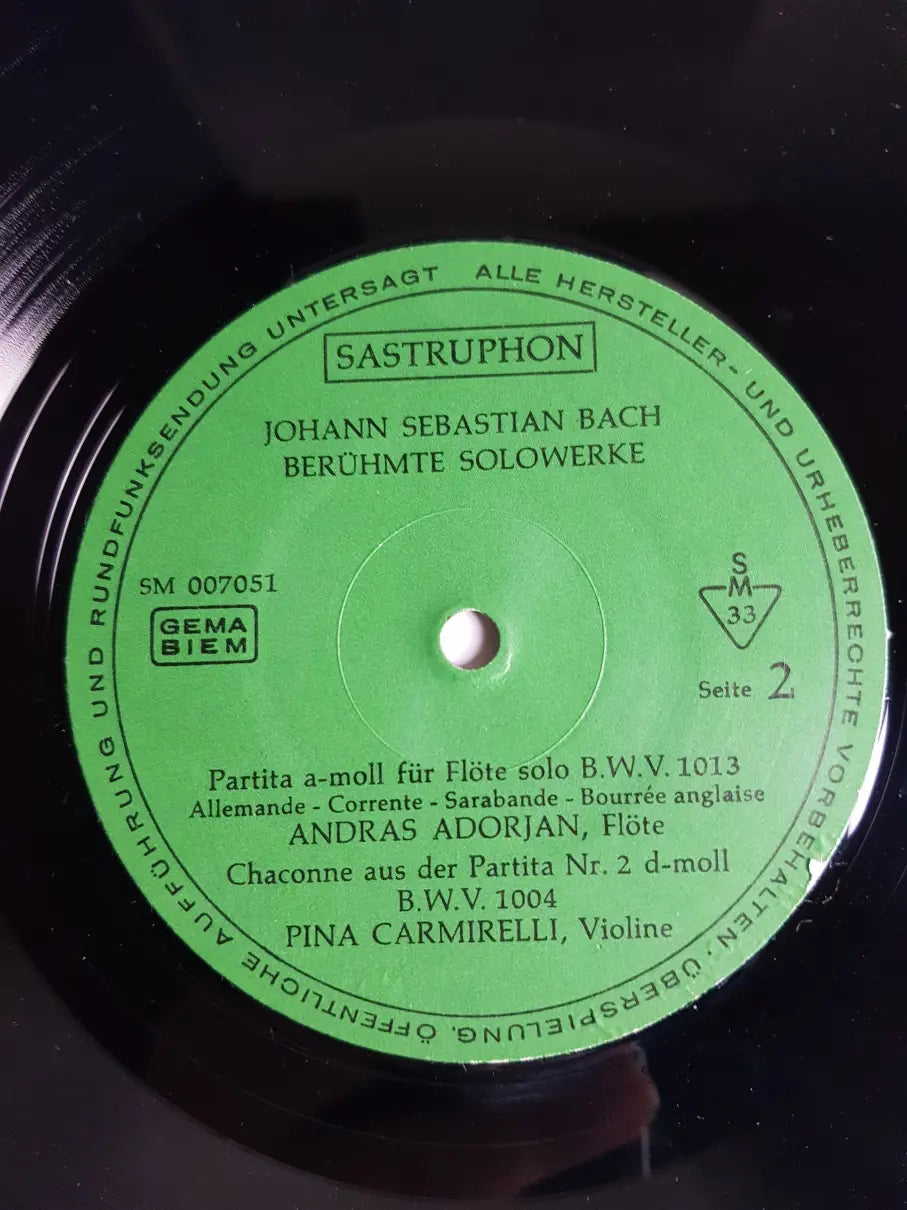 ALLE HERSTELLER- UND URHEBERRECHTE VORBEHALTEN. ÜBERSPIELUNG, ÖFFENTLICHE AUFFÜHRUNG UND RUNDFUNKSENDUNG UNTERSAGT
SASTRUPHON
JOHANN SEBASTIAN BACH
BERÜHMTE SOLOWERKE
SM 007051
GEMA
BIEM
S
M
33
Seite 2
Partita a-moll für Flöte solo B.W.V. 1013
Allemande - Corrente - Sarabande - Bourrée anglaise
ANDRAS ADORJAN, Flöte
Chaconne aus der Partita Nr. 2 d-moll
B.W.V. 1004
PINA CARMIRELLI, Violine